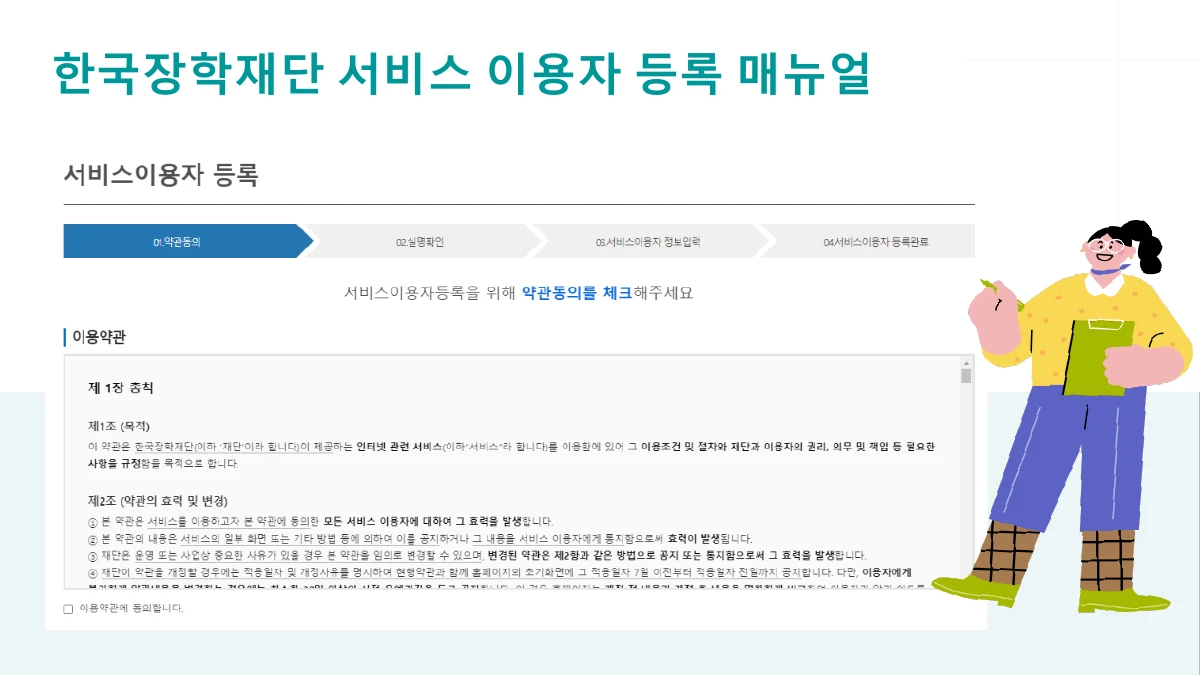 한국장학재단 서비스 이용자 등록 매뉴얼
서비스이용자 등록
01.약관동의
02.실명확인
03.서비스이용자 정보입력
04서비스이용자 등록완료
서비스이용자등록을 위해 약관동의를 체크해주세요
이용약관
제 1장 총칙
제1조 (목적)
이 약관은 한국장학재단(이하 "재단"이라 합니다)이 제공하는 인터넷 관련 서비스(이하"서비스"라 합니다)를 이용함에 있어 그 이용조건 및 절차와 재단과 이용자의 권리, 의무 및 책임 등 필요한
사항을 규정함을 목적으로 합니다.
제2조 (약관의 효력 및 변경)
① 본 약관은 서비스를 이용하고자 본 약관에 동의한 모든 서비스 이용자에 대하여 그 효력을 발생합니다.
② 본 약관의 내용은 서비스의 일부 화면 또는 기타 방법 등에 의하여 이를 공지하거나 그 내용을 서비스 이용자에게 통지함으로써 효력이 발생됩니다.
③ 재단은 운영 또는 사업상 중요한 사유가 있을 경우 본 약관을 임의로 변경할 수 있으며, 변경된 약관은 제2항과 같은 방법으로 공지 또는 통지함으로써 그 효력을 발생합니다.
④ 재단이 약관을 개정할 경우에는 적용일자 및 개정사유를 명시하여 현행약관과 함께 홈페이지의 초기화면에 그 적용일자 7일 이전부터 적용일자 전일까지 공지합니다. 다만, 이용자에게
이용약관에 동의합니다.